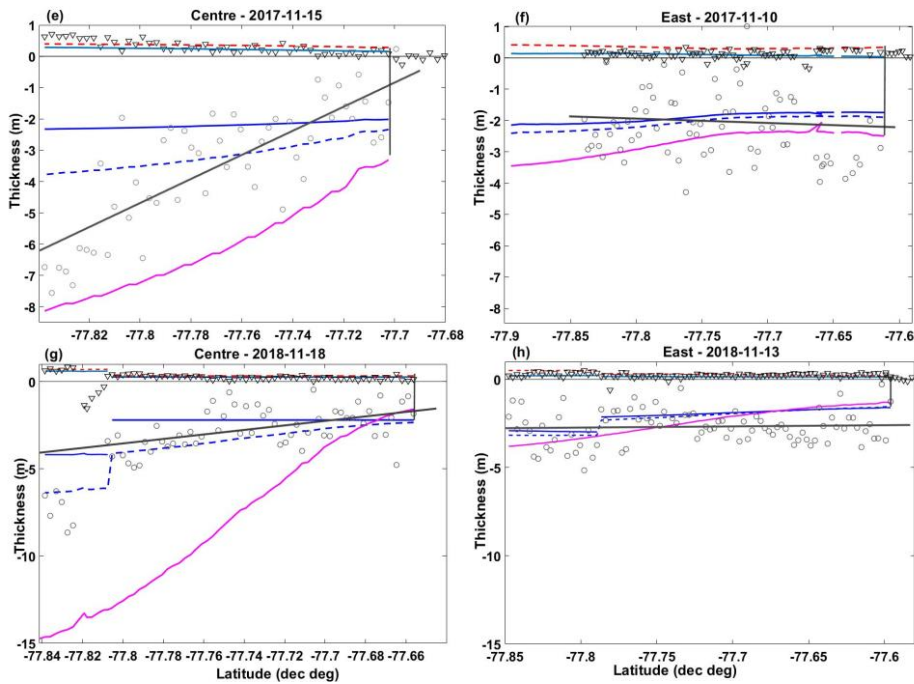 (e) Centre - 2017-11-15
Thickness (m)
1
0
-1
-2
-3
-4
-5
-6
-7
-8
-77.82 -77.8 -77.78 -77.76 -77.74 -77.72 -77.7 -77.68
(f) East - 2017-11-10
Thickness (m)
1
0
-1
-2
-3
-4
-5
-6
-7
-8
-77.9 -77.85 -77.8 -77.75 -77.7 -77.65 -77.6
(g) Centre - 2018-11-18
Thickness (m)
0
-5
-10
-15
-77.84 -77.82 -77.8 -77.78 -77.76 -77.74 -77.72 -77.7 -77.68 -77.66
Latitude (dec deg)
(h) East - 2018-11-13
Thickness (m)
0
-5
-10
-15
-77.85 -77.8 -77.75 -77.7 -77.65 -77.6
Latitude (dec deg)